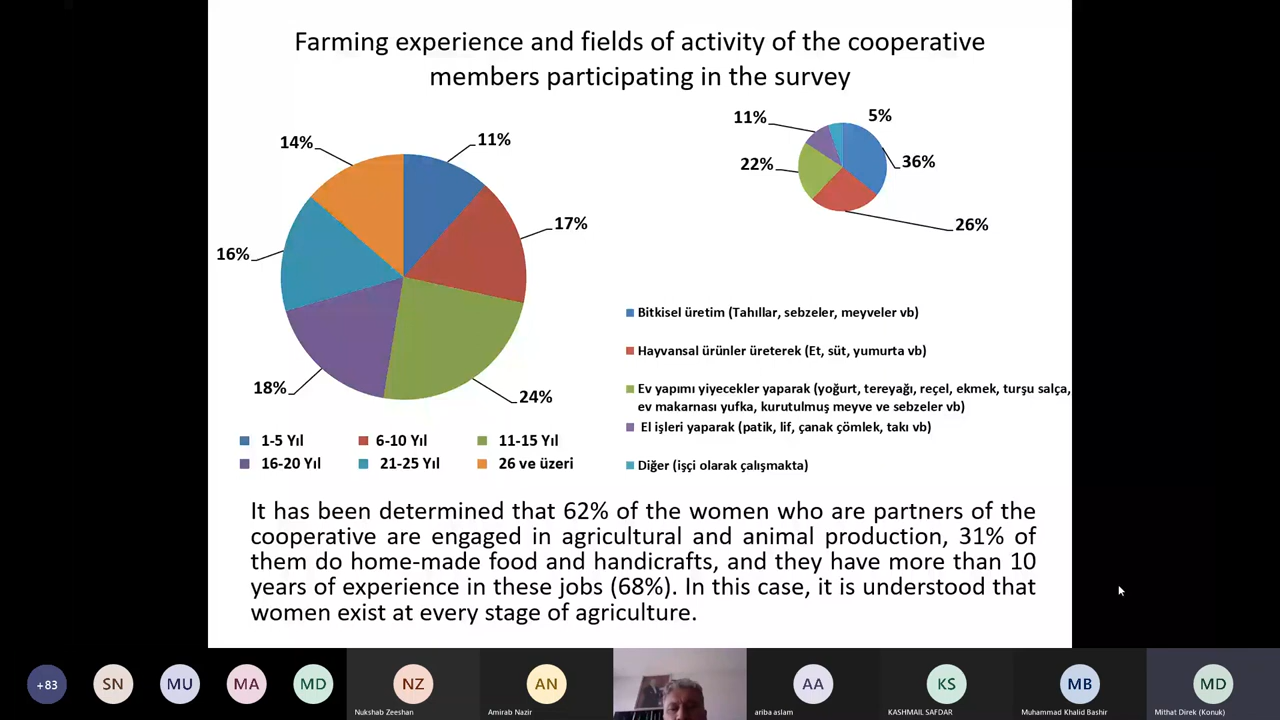 Farming experience and fields of activity of the cooperative
members participating in the survey
14%
11%
17%
16%
18%
24%
1-5 Yıl
6-10 Yıl
11-15 Yıl
16-20 Yıl
21-25 Yıl
26 ve üzeri
11%
5%
22%
36%
26%
Bitkisel üretim (Tahıllar, sebzeler, meyveler vb)
Hayvansal ürünler üreterek (Et, süt, yumurta vb)
Ev yapımı yiyecekler yaparak (yoğurt, tereyağı, reçel, ekmek, turşu salça,
ev makarnası yufka, kurutulmuş meyve ve sebzeler vb)
El işleri yaparak (patik, lif, çanak çömlek, takı vb)
Diğer (işçi olarak çalışmakta)
It has been determined that 62% of the women who are partners of the
cooperative are engaged in agricultural and animal production, 31% of
them do home-made food and handicrafts, and they have more than 10
years of experience in these jobs (68%). In this case, it is understood that
women exist at every stage of agriculture.
+83
SN
MU
MA
MD
NZ
Nukshab Zeeshan
AN
Amirab Nazir
AA
ariba aslam
KS
KASHMAIL SAFDAR
MB
Muhammad Khalid Bashir
MD
Mithat Direk (Konuk)